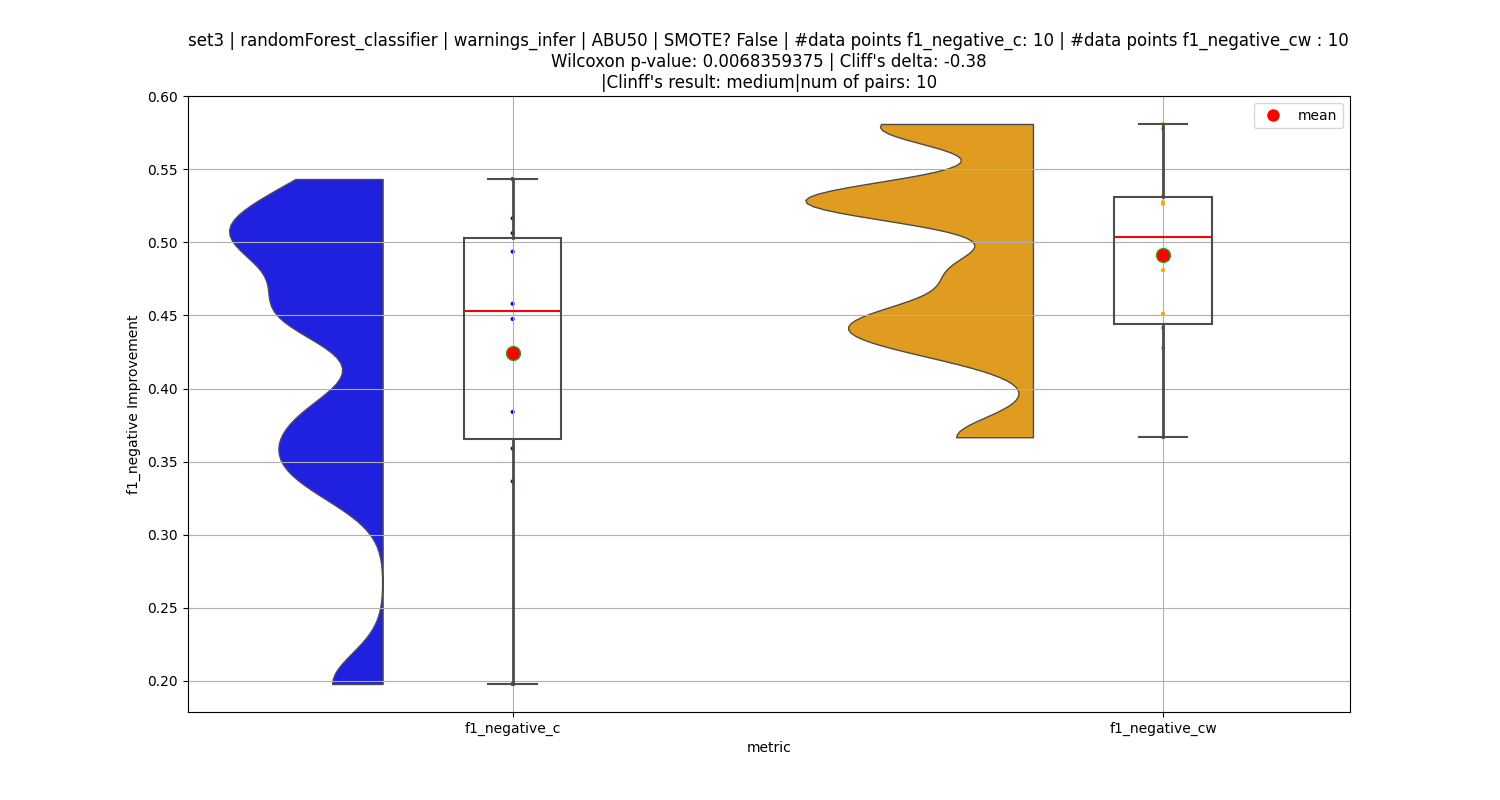 set3 | randomForest_classifier | warnings_infer | ABU50 | SMOTE? False | #data points f1_negative_c: 10 | #data points f1_negative_cw : 10
Wilcoxon p-value: 0.0068359375 | Cliff's delta: -0.38
|Clinff's result: medium|num of pairs: 10
mean
f1_negative Improvement
0.60
0.55
0.50
0.45
0.40
0.35
0.30
0.25
0.20
f1_negative_c
f1_negative_cw
metric